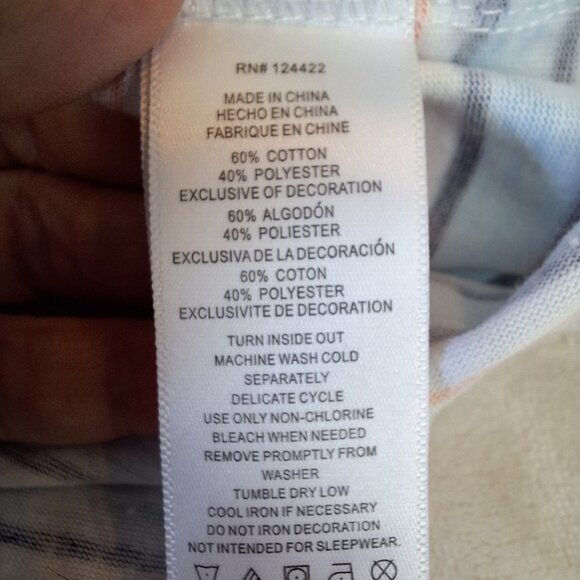 RN# 124422
MADE IN CHINA
HECHO EN CHINA
FABRIQUE EN CHINE
60% COTTON
40% POLYESTER
EXCLUSIVE OF DECORATION
60% ALGODÓN
40% POLIESTER
EXCLUSIVA DE LA DECORACIÓN
60% COTON
40% POLYESTER
EXCLUSIVITE DE DECORATION
TURN INSIDE OUT
MACHINE WASH COLD
SEPARATELY
DELICATE CYCLE
USE ONLY NON-CHLORINE
BLEACH WHEN NEEDED
REMOVE PROMPTLY FROM
WASHER
TUMBLE DRY LOW
COOL IRON IF NECESSARY
DO NOT IRON DECORATION
NOT INTENDED FOR SLEEPWEAR.